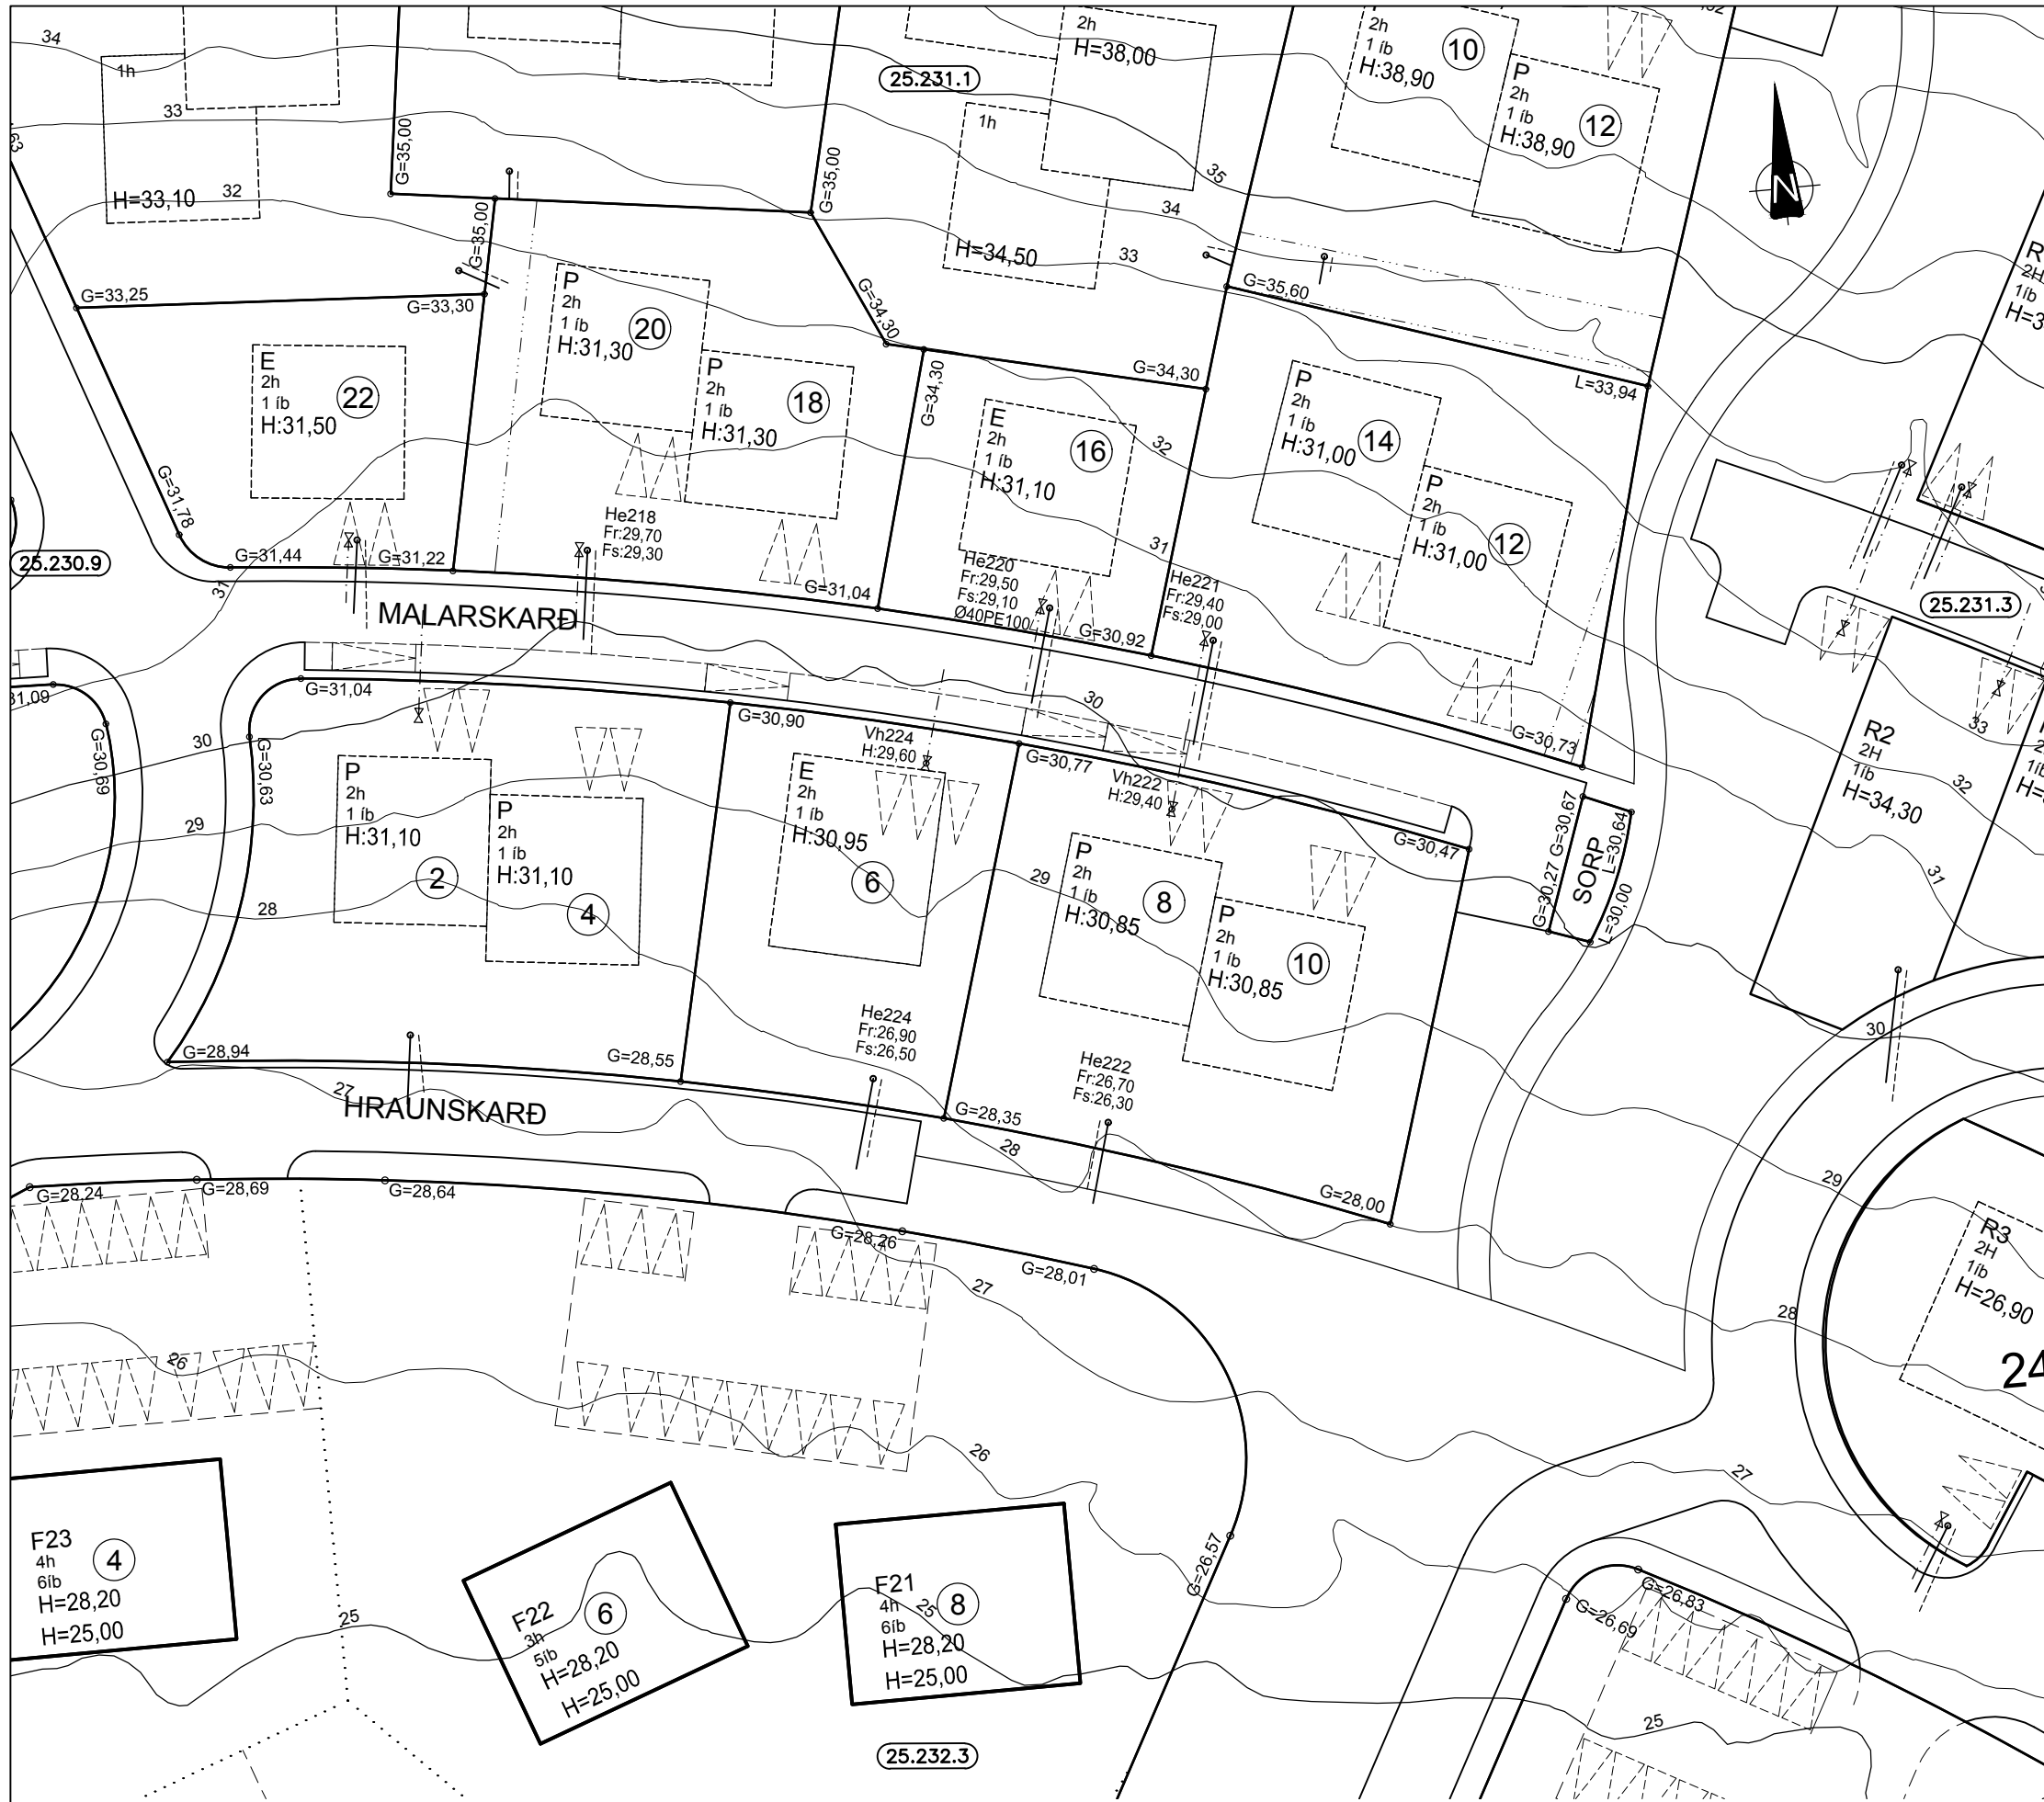 34
1h
33
63
H=33,10
32
G=35,00
G=35,00
G=35,00
25.231.1
2h
H=38,00
1h
H=34,50
35
34
33
2h
1 íb
H:38,90
10
P
2h
1 íb
H:38,90
12
N
2H
1íb
G=33,25
G=33,30
E
2h
1 íb
H:31,50
22
P
2h
1 íb
H:31,30
20
P
2h
1 íb
H:31,30
18
G=34,30
G=34,30
G=34,30
G=35,60
L=33,94
E
2h
1 íb
H:31,10
16
32
P
2h
1 íb
H:31,00
14
P
2h
1 íb
H:31,00
12
G=31,78
25.230.9
G=31,44
G=31,22
31
He218
Fr:29,70
Fs:29,30
G=31,04
He220
Fr:29,50
Fs:29,10
Ø40PE100
G=30,92
31
He221
Fr:29,40
Fs:29,00
25.231.3
MALARSKARÐ
31,09
G=30,69
30
G=31,04
G=30,63
G=30,90
Vh224
H:29,60
30
G=30,77
Vh222
H:29,40
G=30,73
G=30,47
G=30,67
G=30,27
SORP
L=30,64
L=30,00
R2
2H
1íb
H=34,30
33
32
31
29
28
P
2h
1 íb
H:31,10
2
P
2h
1 íb
H:31,10
4
E
2h
1 íb
H:30,95
6
29
P
2h
1 íb
H:30,85
8
P
2h
1 íb
H:30,85
10
G=28,94
G=28,55
He224
Fr:26,90
Fs:26,50
He222
Fr:26,70
Fs:26,30
30
27
HRAUNSKARÐ
G=28,35
28
G=28,00
29
G=28,24
G=28,69
G=28,64
G=28,26
G=28,01
27
28
R3
2H
1íb
H=26,90
24
26
26
27
F23
4h
6íb
H=28,20
H=25,00
4
25
F22
3h
5íb
H=28,20
H=25,00
6
F21
4h
6íb
H=28,20
H=25,00
8
25
G=26,57
G=26,83
G=26,69
25
25.232.3